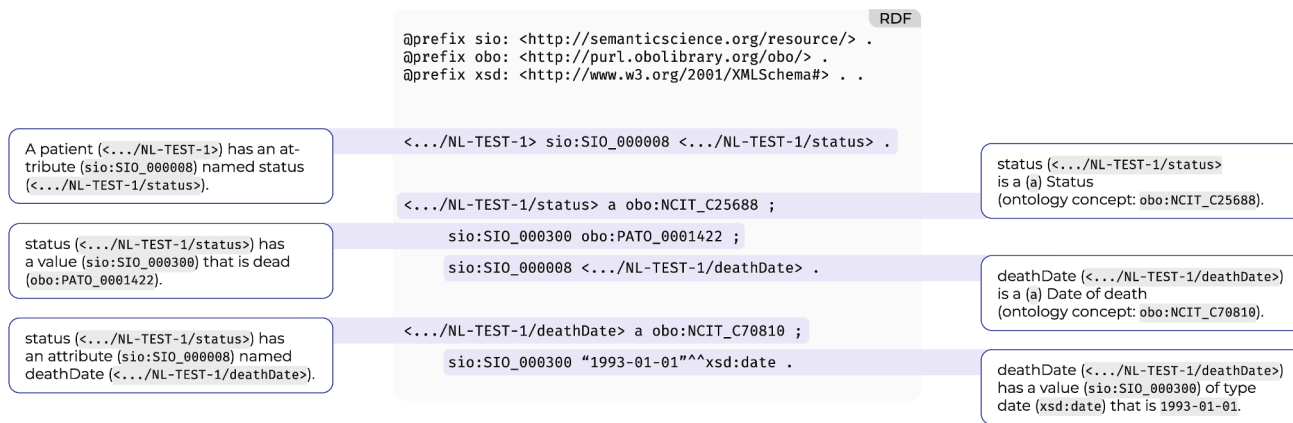 RDF
@prefix sio: <http://semanticscience.org/resource/> .
@prefix obo: <http://purl.obolibrary.org/obo/> .
@prefix xsd: <http://www.w3.org/2001/XMLSchema#> . .
A patient (<.../NL-TEST-1>) has an at-
tribute (sio:SIO_000008) named status
(<.../NL-TEST-1/status>).
<.../NL-TEST-1> sio:SIO_000008 <.../NL-TEST-1/status> .
status (<.../NL-TEST-1/status>
is a (a) Status
(ontology concept: obo:NCIT_C25688).
<.../NL-TEST-1/status> a obo:NCIT_C25688 ;
status (<.../NL-TEST-1/status>) has
a value (sio:SIO_000300) that is dead
(obo:PATO_0001422).
sio:SIO_000300 obo:PATO_0001422 ;
sio:SIO_000008 <.../NL-TEST-1/deathDate> .
deathDate (<.../NL-TEST-1/deathDate>)
is a (a) Date of death
(ontology concept: obo:NCIT_C70810).
status (<.../NL-TEST-1/status>) has
an attribute (sio:SIO_000008) named
deathDate (<.../NL-TEST-1/deathDate>).
<.../NL-TEST-1/deathDate> a obo:NCIT_C70810 ;
sio:SIO_000300 “1993-01-01”^^xsd:date .
deathDate (<.../NL-TEST-1/deathDate>)
has a value (sio:SIO_000300) of type
date (xsd:date) that is 1993-01-01.